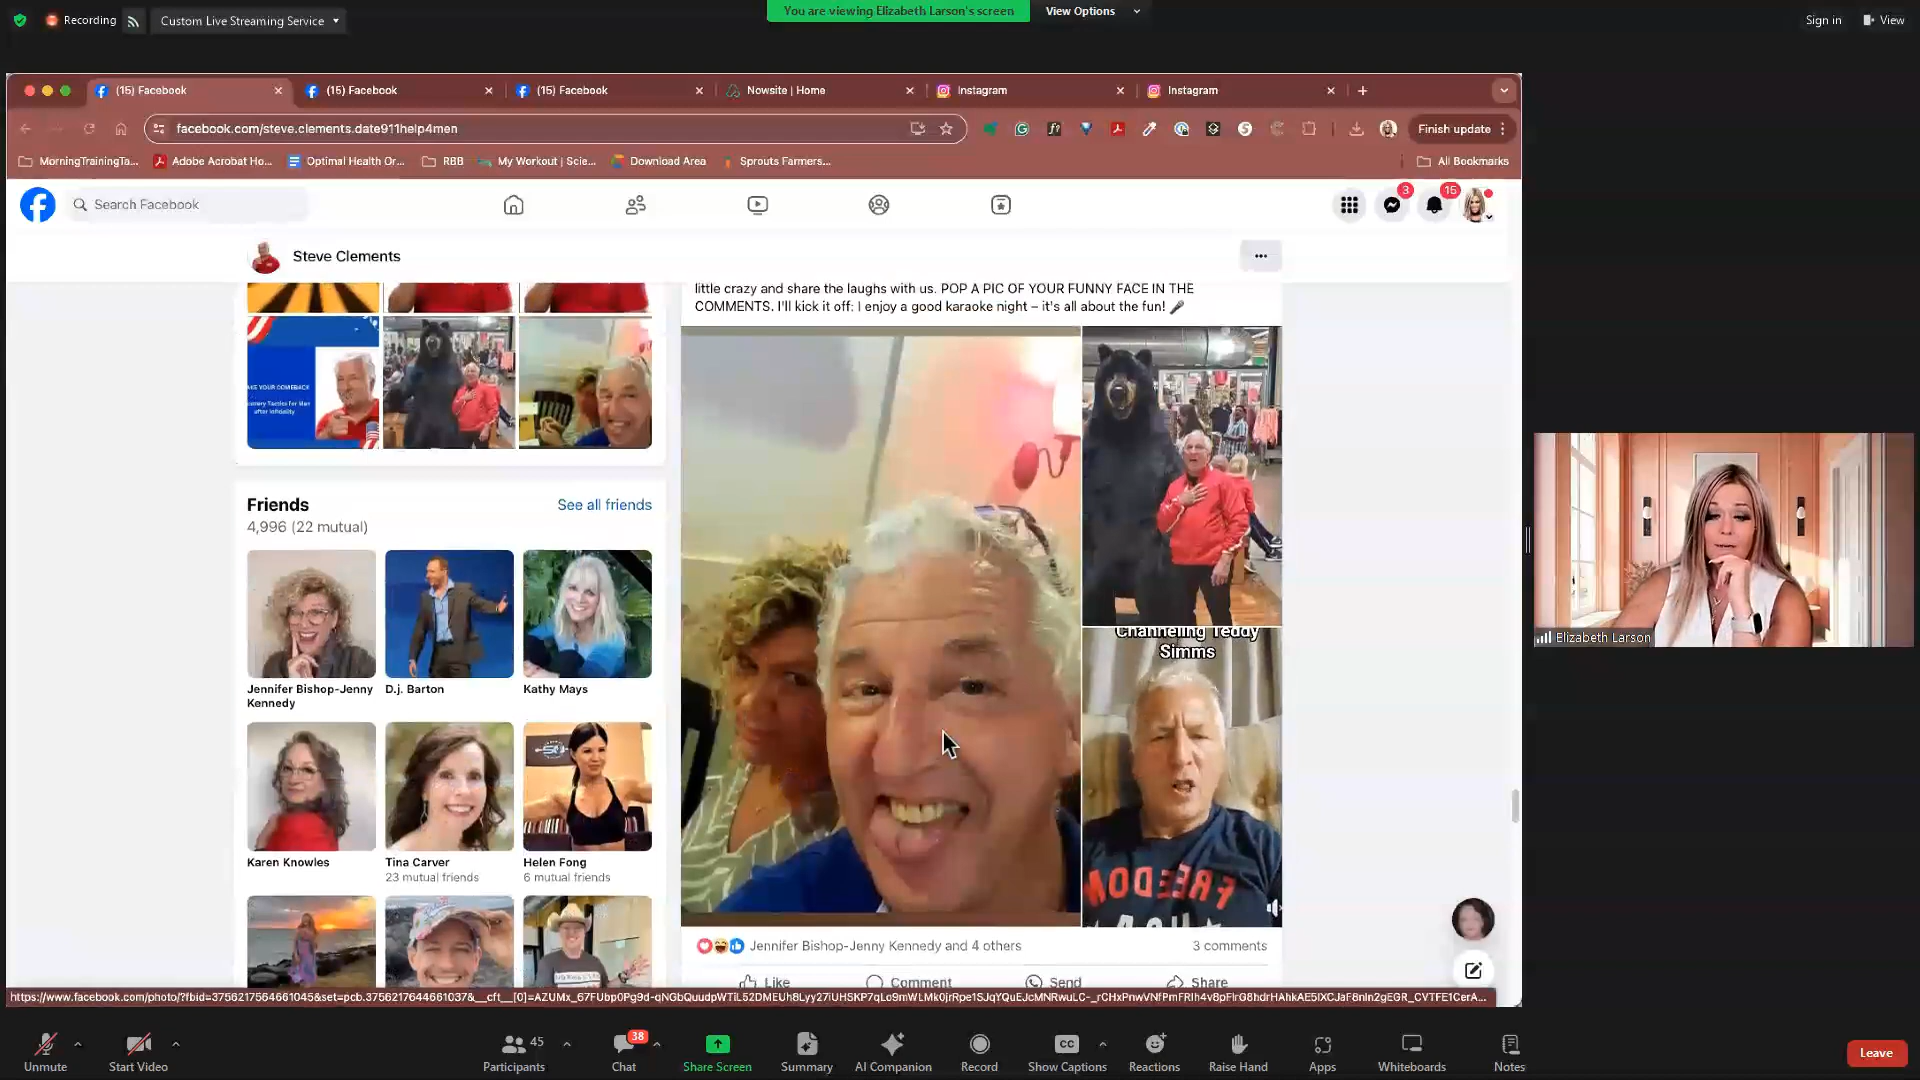 Recording
Custom Live Streaming Service
You are viewing Elizabeth Larson's screen
View Options
Sign in
View
(15) Facebook
(15) Facebook
(15) Facebook
Nowsite | Home
Instagram
Instagram
facebook.com/steve.clements.date911help4men
Finish update
MorningTrainingTa...
Adobe Acrobat Ho...
Optimal Health Or...
RBB
My Workout | Scie...
Download Area
Sprouts Farmers...
All Bookmarks
Search Facebook
3
15
Steve Clements
little crazy and share the laughs with us. POP A PIC OF YOUR FUNNY FACE IN THE
COMMENTS. I'll kick it off: I enjoy a good karaoke night – it's all about the fun! 🎤
Friends
See all friends
4,996 (22 mutual)
Jennifer Bishop-Jenny
Kennedy
D.j. Barton
Kathy Mays
Karen Knowles
Tina Carver
23 mutual friends
Helen Fong
6 mutual friends
Channeling Teddy
Simms
FREEDOM
Jennifer Bishop-Jenny Kennedy and 4 others
3 comments
Like
Comment
Send
Share
Elizabeth Larson
Unmute
Start Video
Participants
45
Chat
38
Share Screen
Summary
AI Companion
Record
CC
Show Captions
Reactions
Raise Hand
Apps
Whiteboards
Notes
Leave